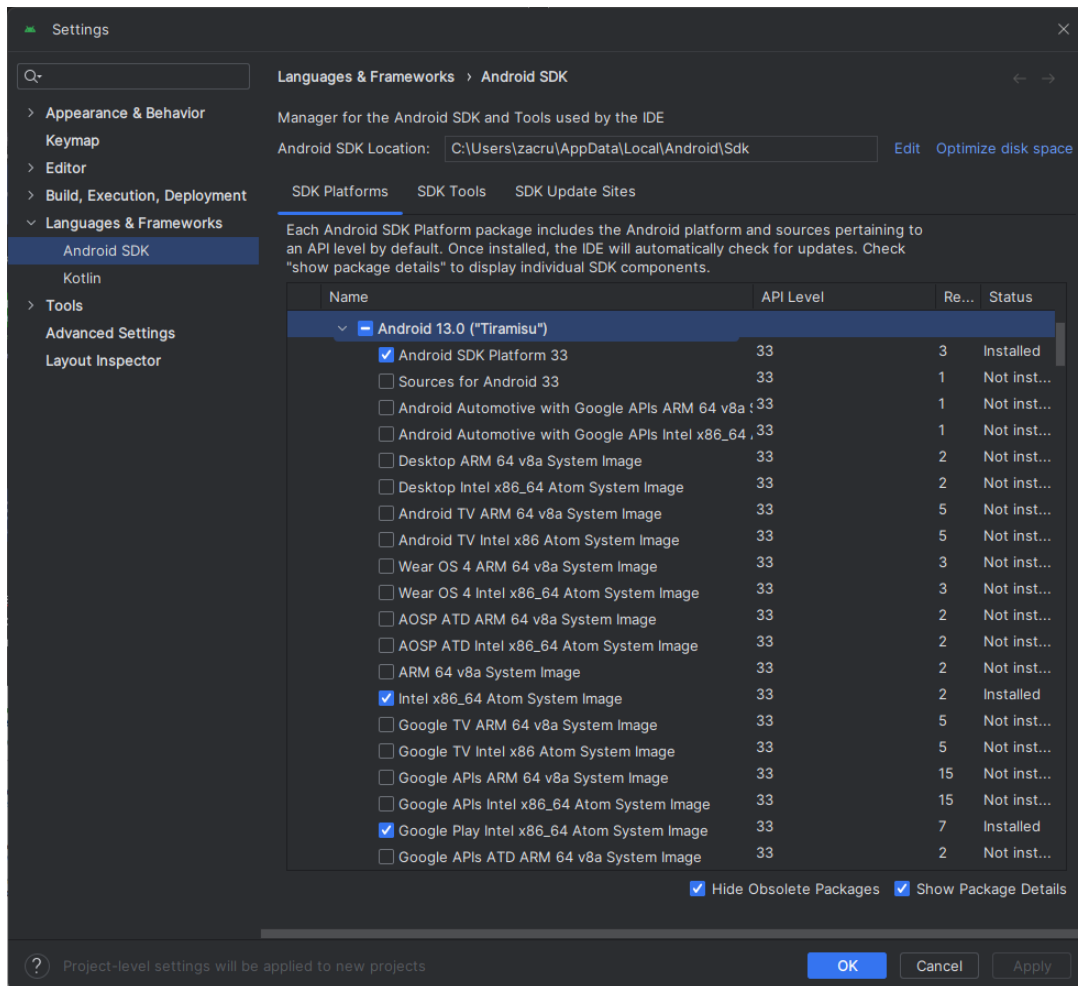 Settings
Languages & Frameworks › Android SDK
Appearance & Behavior
Keymap
Editor
Build, Execution, Deployment
Languages & Frameworks
Android SDK
Kotlin
Tools
Advanced Settings
Layout Inspector
Manager for the Android SDK and Tools used by the IDE
Android SDK Location: C:\Users\zacru\AppData\Local\Android\Sdk Edit Optimize disk space
SDK Platforms SDK Tools SDK Update Sites
Each Android SDK Platform package includes the Android platform and sources pertaining to
an API level by default. Once installed, the IDE will automatically check for updates. Check
"show package details" to display individual SDK components.
Name API Level Re... Status
Android 13.0 ("Tiramisu")
Android SDK Platform 33 33 3 Installed
Sources for Android 33 33 1 Not inst...
Android Automotive with Google APIs ARM 64 v8a 33 1 Not inst...
Android Automotive with Google APIs Intel x86_64 33 1 Not inst...
Desktop ARM 64 v8a System Image 33 2 Not inst...
Desktop Intel x86_64 Atom System Image 33 2 Not inst...
Android TV ARM 64 v8a System Image 33 5 Not inst...
Android TV Intel x86 Atom System Image 33 5 Not inst...
Wear OS 4 ARM 64 v8a System Image 33 3 Not inst...
Wear OS 4 Intel x86_64 Atom System Image 33 3 Not inst...
AOSP ATD ARM 64 v8a System Image 33 2 Not inst...
AOSP ATD Intel x86_64 Atom System Image 33 2 Not inst...
ARM 64 v8a System Image 33 2 Not inst...
Intel x86_64 Atom System Image 33 2 Installed
Google TV ARM 64 v8a System Image 33 5 Not inst...
Google TV Intel x86 Atom System Image 33 5 Not inst...
Google APIs ARM 64 v8a System Image 33 15 Not inst...
Google APIs Intel x86_64 Atom System Image 33 15 Not inst...
Google Play Intel x86_64 Atom System Image 33 7 Installed
Google APIs ATD ARM 64 v8a System Image 33 2 Not inst...
Hide Obsolete Packages Show Package Details
? Project-level settings will be applied to new projects
OK Cancel Apply